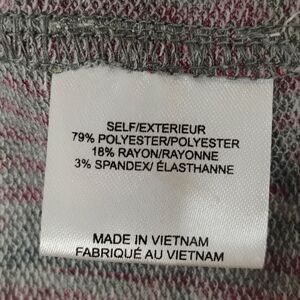 SELF/EXTERIEUR
79% POLYESTER/POLYESTER
18% RAYON/RAYONNE
3% SPANDEX/ ÉLASTHANNE
MADE IN VIETNAM
FABRIQUÉ AU VIETNAM